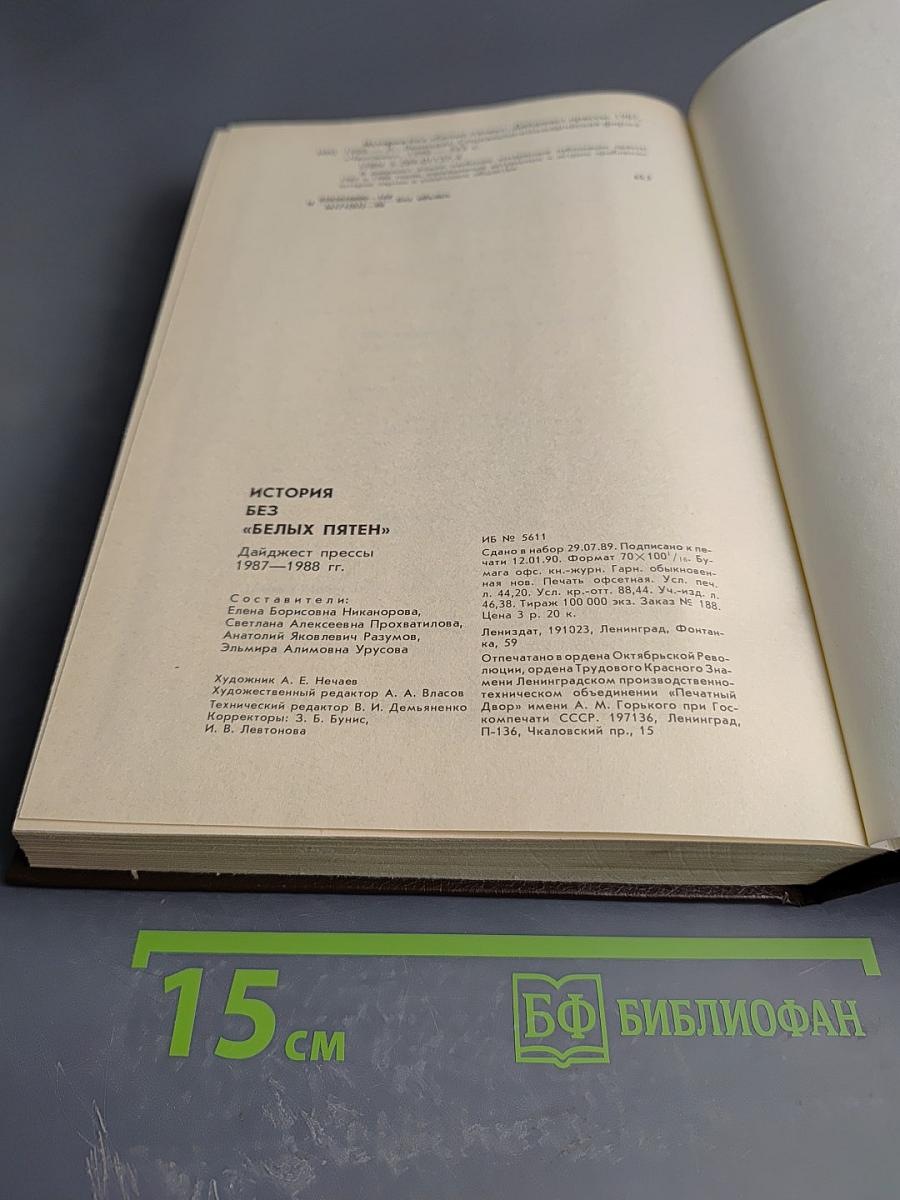 ИСТОРИЯ
БЕЗ
«БЕЛЫХ ПЯТЕН»
Дайджест прессы
1987—1988 гг.
Составители:
Елена Борисовна Никанорова,
Светлана Алексеевна Прохватилова,
Анатолий Яковлевич Разумов,
Эльмира Алимовна Урусова
Художник А. Е. Нечаев
Художественный редактор А. А. Власов
Технический редактор В. И. Демьяненко
Корректоры: З. Б. Бунис,
И. В. Левтонова
ИБ № 5611
Сдано в набор 29.07.89. Подписано к пе-
чати 12.01.90. Формат 70×100¹/₁₆. Бу-
мага офс. кн.-журн. Гарн. обыкновен-
ная нов. Печать офсетная. Усл. печ.
л. 44,20. Усл. кр.-отт. 88,44. Уч.-изд. л.
46,38. Тираж 100 000 экз. Заказ № 188.
Цена 3 р. 20 к.
Лениздат, 191023, Ленинград, Фонтан-
ка, 59
Отпечатано в ордена Октябрьской Рево-
люции, ордена Трудового Красного Зна-
мени Ленинградском производственно-
техническом объединении «Печатный
Двор» имени А. М. Горького при Гос-
компечати СССР. 197136, Ленинград,
П-136, Чкаловский пр., 15
15 см
БФ БИБЛИОФАН